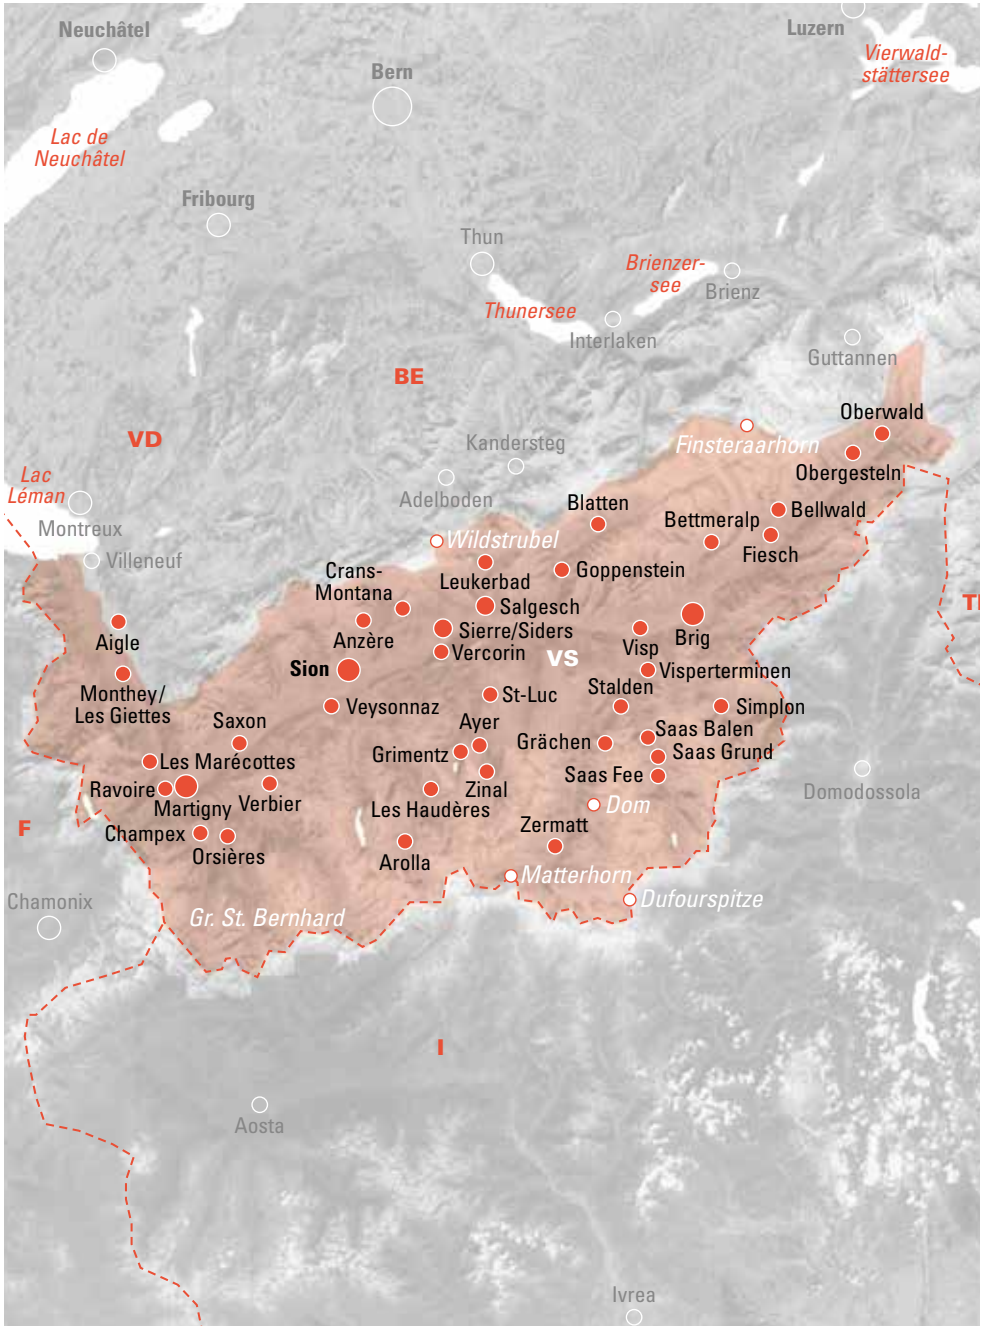 Neuchâtel
Luzern
Vierwald-
stättersee
Bern
Lac de
Neuchâtel
Fribourg
Thun
Brienzer-
see
Brienz
Thunersee
Interlaken
Guttannen
BE
Oberwald
VD
Kandersteg
Finsteraarhorn
Lac
Léman
Obergesteln
Adelboden
Montreux
Blatten
Bellwald
Bettmeralp
Wildstrubel
Fiesch
Villeneuf
Crans-
Montana
Leukerbad
Goppenstein
Salgesch
Aigle
Anzère
Sierre/Siders
Visp
Brig
Vercorin
VS
TI
Sion
Visperterminen
Monthey/
Les Giettes
Stalden
St-Luc
Veysonnaz
Simplon
Saxon
Ayer
Saas Balen
Grächen
Saas Grund
Grimentz
Les Marécottes
Saas Fee
Ravoire
Zinal
Domodossola
Martigny
Verbier
Les Haudères
Dom
F
Champex
Zermatt
Orsières
Arolla
Matterhorn
Chamonix
Dufourspitze
Gr. St. Bernhard
I
Aosta
Ivrea